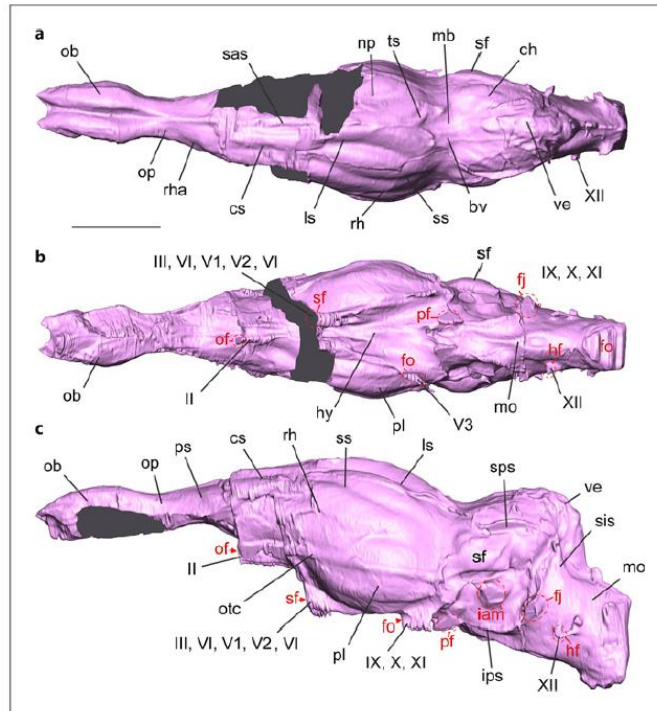 a
ob
sas
np
ts
mb
sf
ch
op
rha
cs
ls
rh
ss
bv
ve
XII
b
III, VI, V1, V2, VI
sf
of
pf
sf
fj
IX, X, XI
fo
hf
fo
ob
II
hy
pl
V3
mo
XII
c
ob
op
ps
cs
rh
ss
ls
sps
ve
sis
mo
sf
of
II
otc
sf
iam
fj
III, VI, V1, V2, VI
pl
fo
IX, X, XI
pf
ips
XII
hf